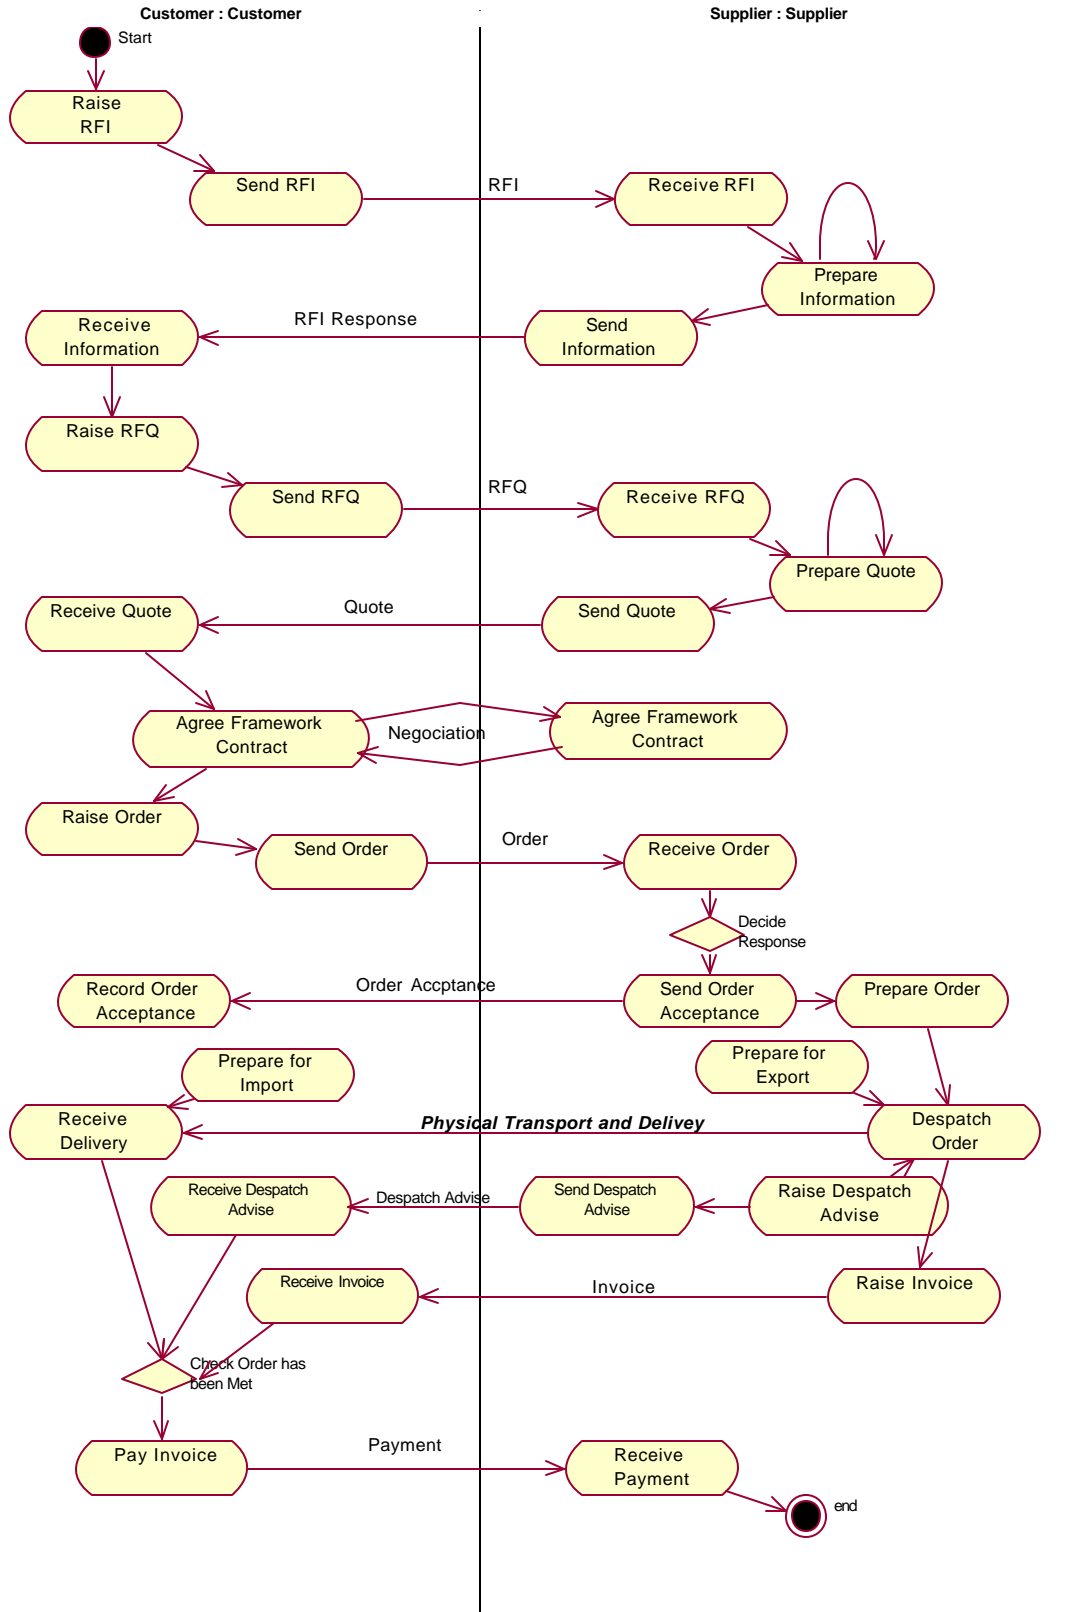 Customer : Customer
Supplier : Supplier
Start
Raise
RFI
Send RFI
RFI
Receive RFI
Prepare
Information
Receive
Information
RFI Response
Send
Information
Raise RFQ
Send RFQ
RFQ
Receive RFQ
Prepare Quote
Receive Quote
Quote
Send Quote
Agree Framework
Contract
Negociation
Agree Framework
Contract
Raise Order
Send Order
Order
Receive Order
Decide
Response
Record Order
Acceptance
Order Accptance
Send Order
Acceptance
Prepare Order
Prepare for
Import
Prepare for
Export
Receive
Delivery
Physical Transport and Delivey
Despatch
Order
Receive Despatch
Advise
Despatch Advise
Send Despatch
Advise
Raise Despatch
Advise
Receive Invoice
Invoice
Raise Invoice
Check Order has
been Met
Pay Invoice
Payment
Receive
Payment
end